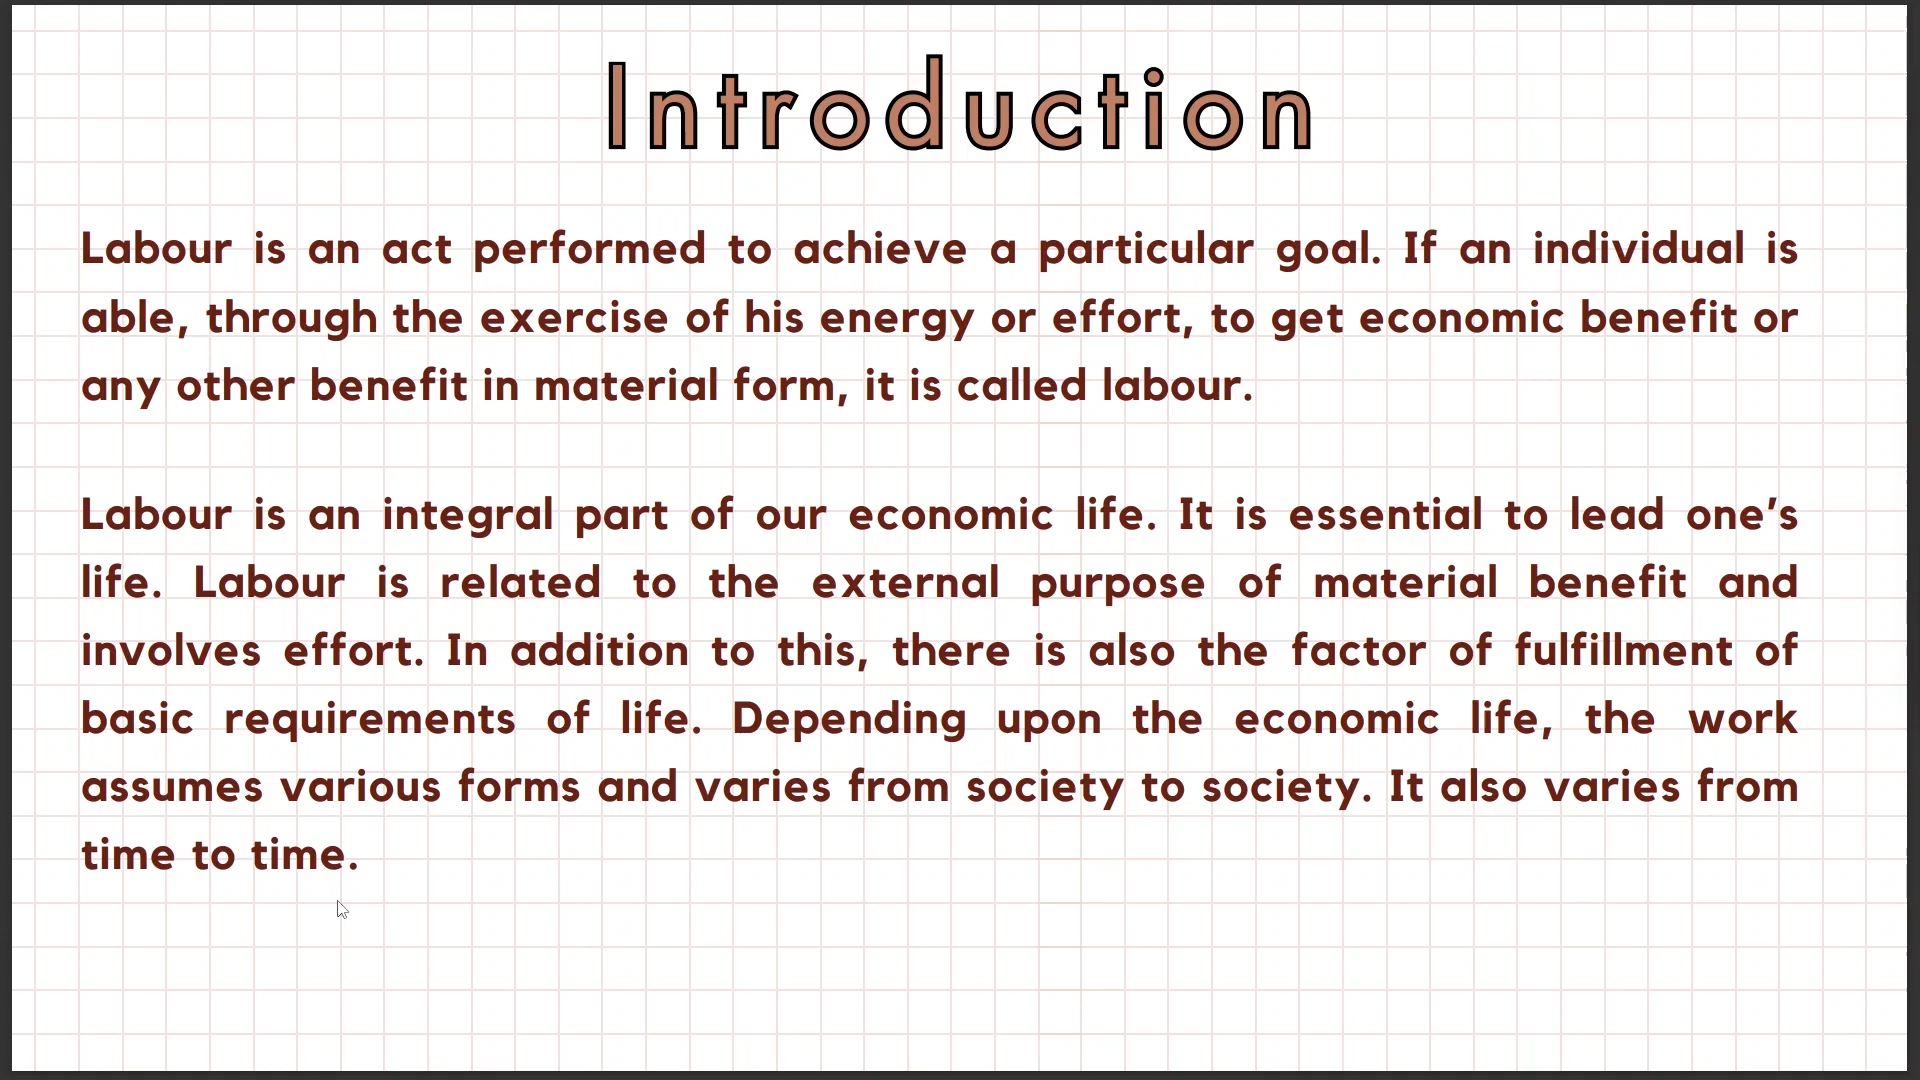 Introduction
Labour is an act performed to achieve a particular goal. If an individual is
able, through the exercise of his energy or effort, to get economic benefit or
any other benefit in material form, it is called labour.
Labour is an integral part of our economic life. It is essential to lead one’s
life. Labour is related to the external purpose of material benefit and
involves effort. In addition to this, there is also the factor of fulfillment of
basic requirements of life. Depending upon the economic life, the work
assumes various forms and varies from society to society. It also varies from
time to time.